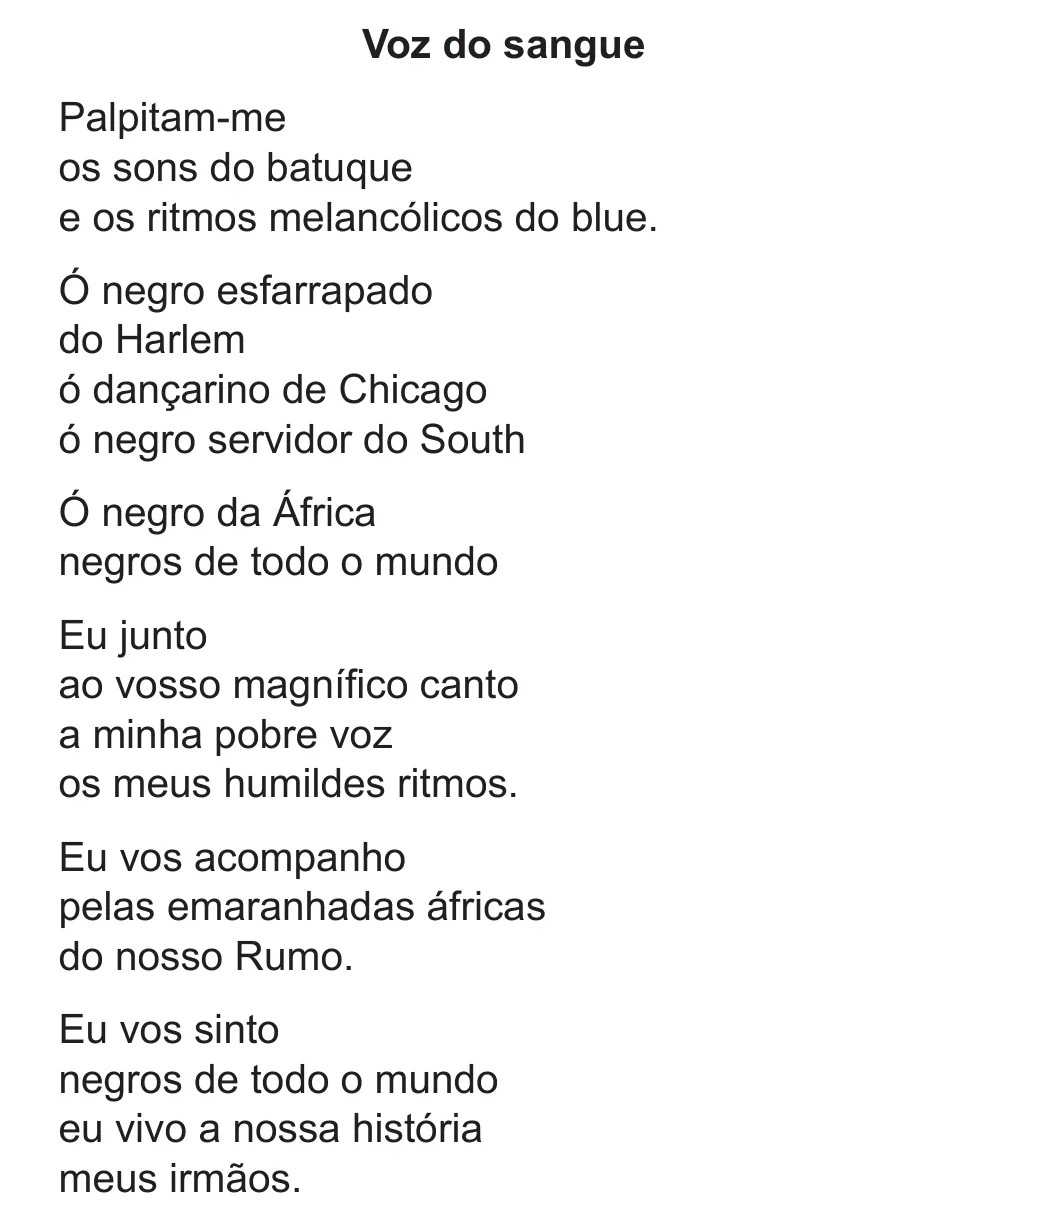 Voz do sangue
Palpitam-me
os sons do batuque
e os ritmos melancólicos do blue.
Ó negro esfarrapado
do Harlem
ó dançarino de Chicago
ó negro servidor do South
Ó negro da África
negros de todo o mundo
Eu junto
ao vosso magnífico canto
a minha pobre voz
os meus humildes ritmos.
Eu vos acompanho
pelas emaranhadas áfricas
do nosso Rumo.
Eu vos sinto
negros de todo o mundo
eu vivo a nossa história
meus irmãos.